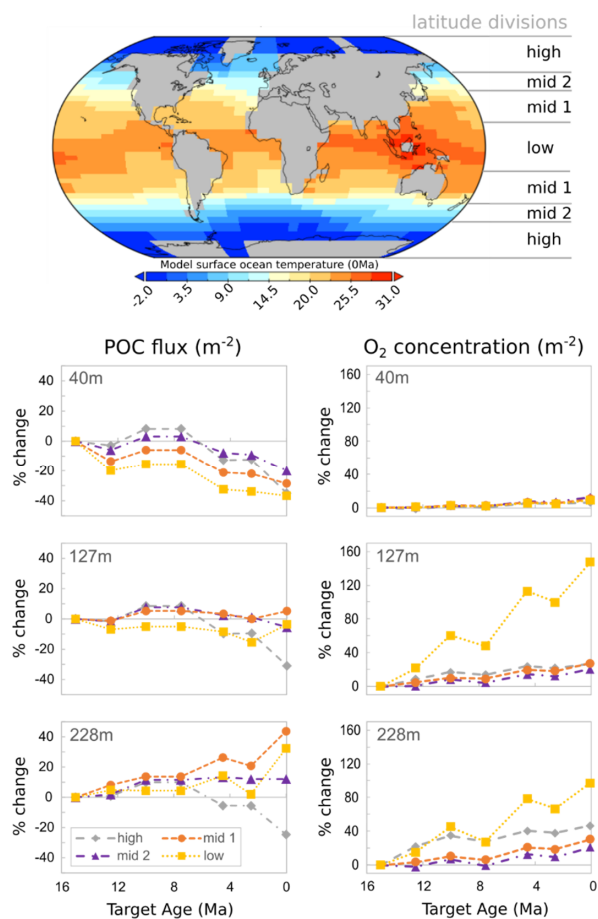 latitude divisions
high
mid 2
mid 1
low
mid 1
mid 2
high
Model surface ocean temperature (0Ma)
-2.0 3.5 9.0 14.5 20.0 25.5 31.0
POC flux (m-2)
O2 concentration (m-2)
40m
% change
40
20
0
-20
-40
40m
% change
160
120
80
40
0
127m
% change
40
20
0
-20
-40
127m
% change
160
120
80
40
0
228m
% change
40
20
0
-20
-40
high
mid 1
mid 2
low
16 12 8 4 0
Target Age (Ma)
228m
% change
160
120
80
40
0
16 12 8 4 0
Target Age (Ma)